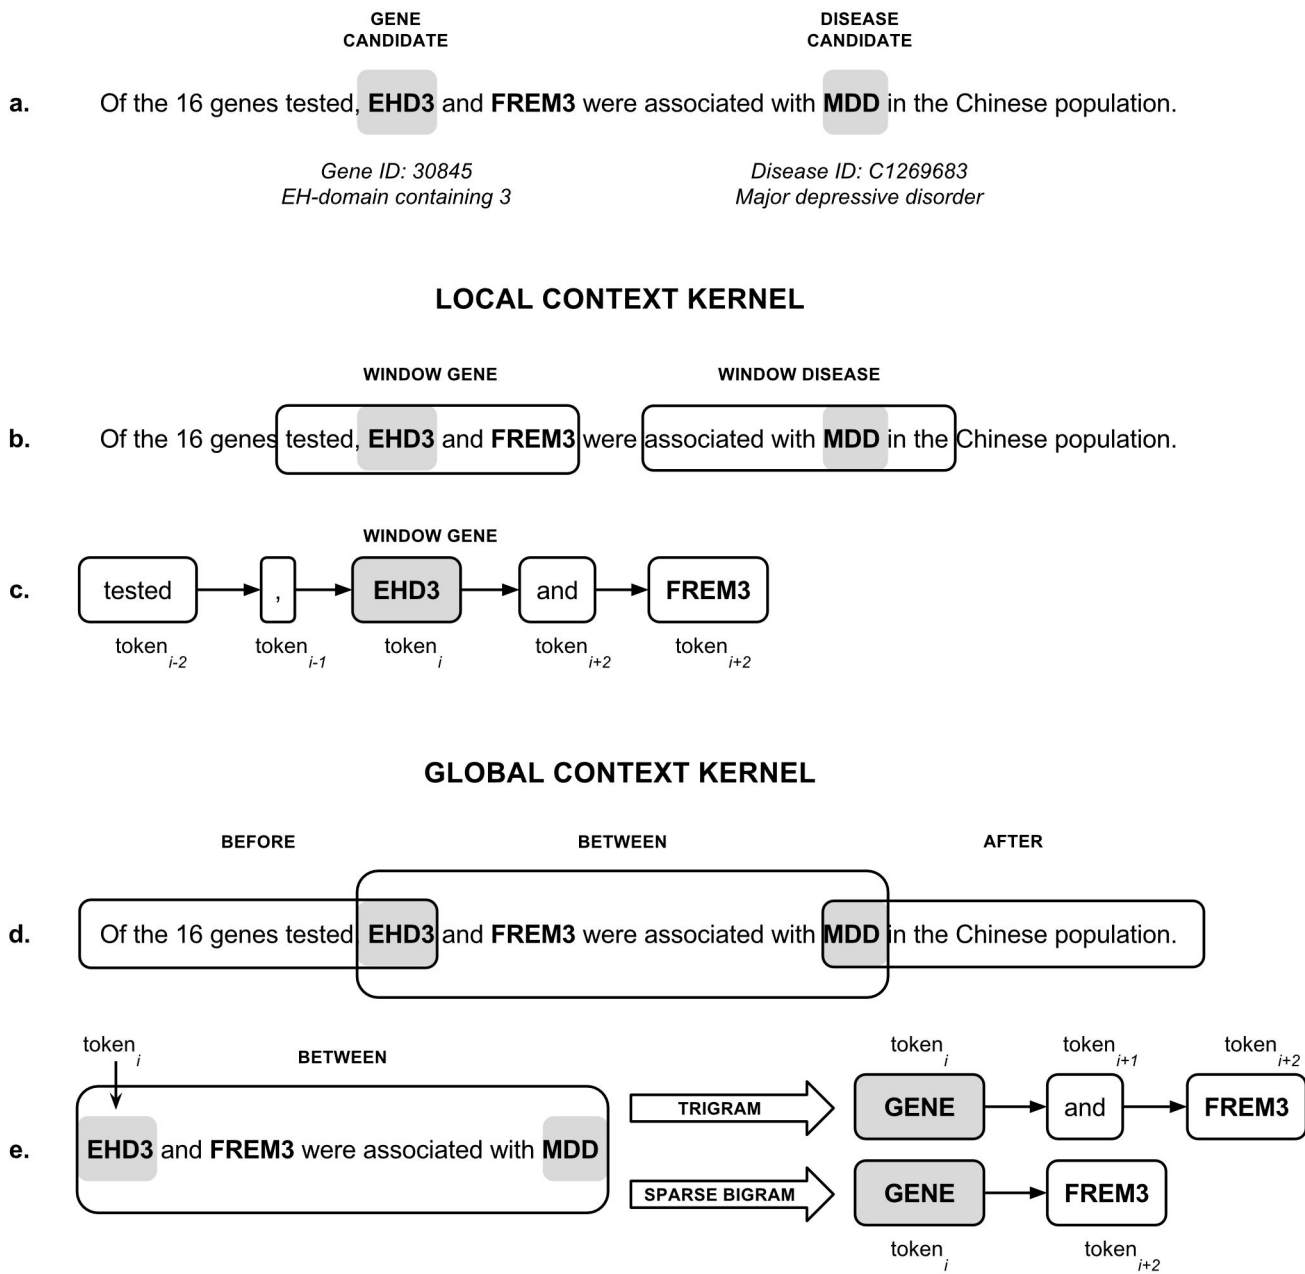 GENE
CANDIDATE
DISEASE
CANDIDATE
a. Of the 16 genes tested, EHD3 and FREM3 were associated with MDD in the Chinese population.
Gene ID: 30845
EH-domain containing 3
Disease ID: C1269683
Major depressive disorder
LOCAL CONTEXT KERNEL
WINDOW GENE WINDOW DISEASE
b. Of the 16 genes tested, EHD3 and FREM3 were associated with MDD in the Chinese population.
WINDOW GENE
c. tested , EHD3 and FREM3
token i-2 token i-1 token i token i+2 token i+2
GLOBAL CONTEXT KERNEL
BEFORE BETWEEN AFTER
d. Of the 16 genes tested EHD3 and FREM3 were associated with MDD in the Chinese population.
token i
BETWEEN
e. EHD3 and FREM3 were associated with MDD
token i token i+1 token i+2
TRIGRAM GENE and FREM3
SPARSE BIGRAM GENE FREM3
token i token i+2